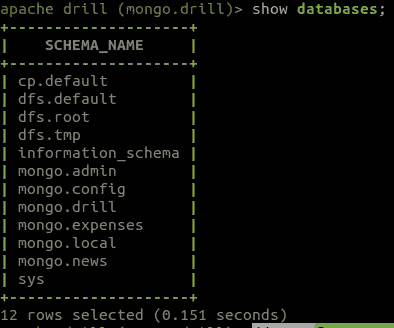 apache drill (mongo.drill)> show databases;
+--------------------+
|    SCHEMA_NAME     |
+--------------------+
| cp.default         |
| dfs.default        |
| dfs.root           |
| dfs.tmp            |
| information_schema |
| mongo.admin        |
| mongo.config       |
| mongo.drill        |
| mongo.expenses     |
| mongo.local        |
| mongo.news         |
| sys                |
+--------------------+
12 rows selected (0.151 seconds)